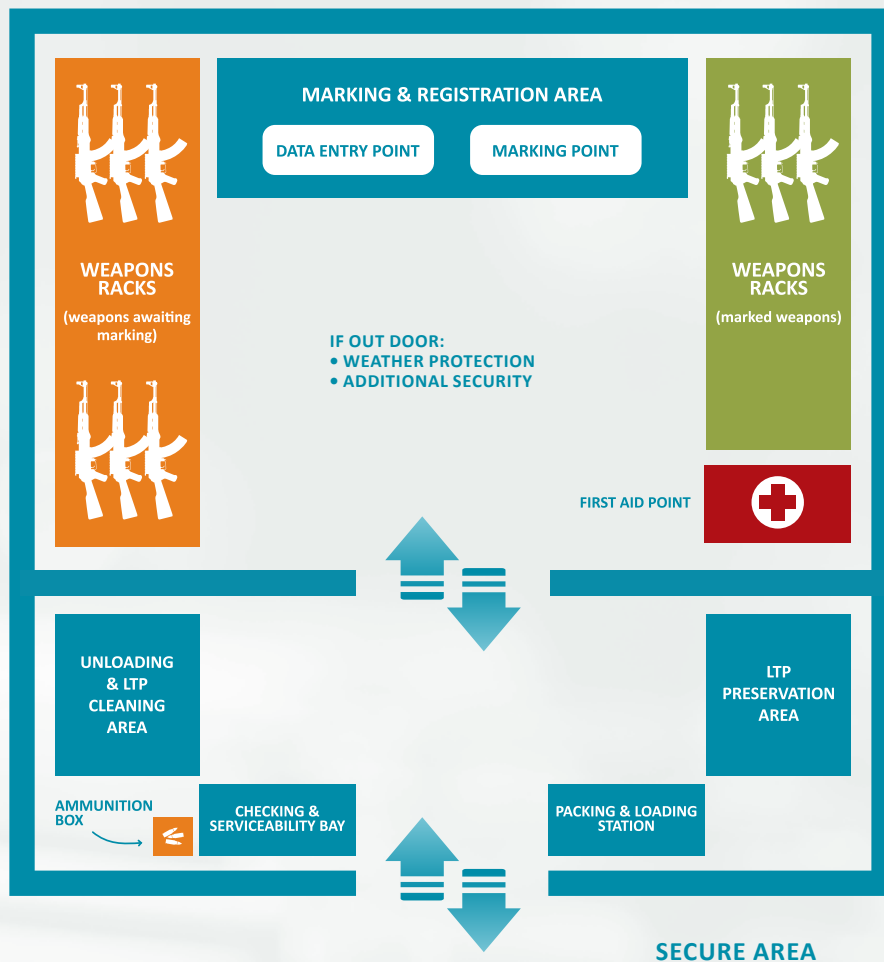 MARKING & REGISTRATION AREA
DATA ENTRY POINT
MARKING POINT
WEAPONS
RACKS
(weapons awaiting
marking)
WEAPONS
RACKS
(marked weapons)
IF OUT DOOR:
• WEATHER PROTECTION
• ADDITIONAL SECURITY
FIRST AID POINT
UNLOADING
& LTP
CLEANING
AREA
LTP
PRESERVATION
AREA
AMMUNITION
BOX
CHECKING &
SERVICEABILITY BAY
PACKING & LOADING
STATION
SECURE AREA